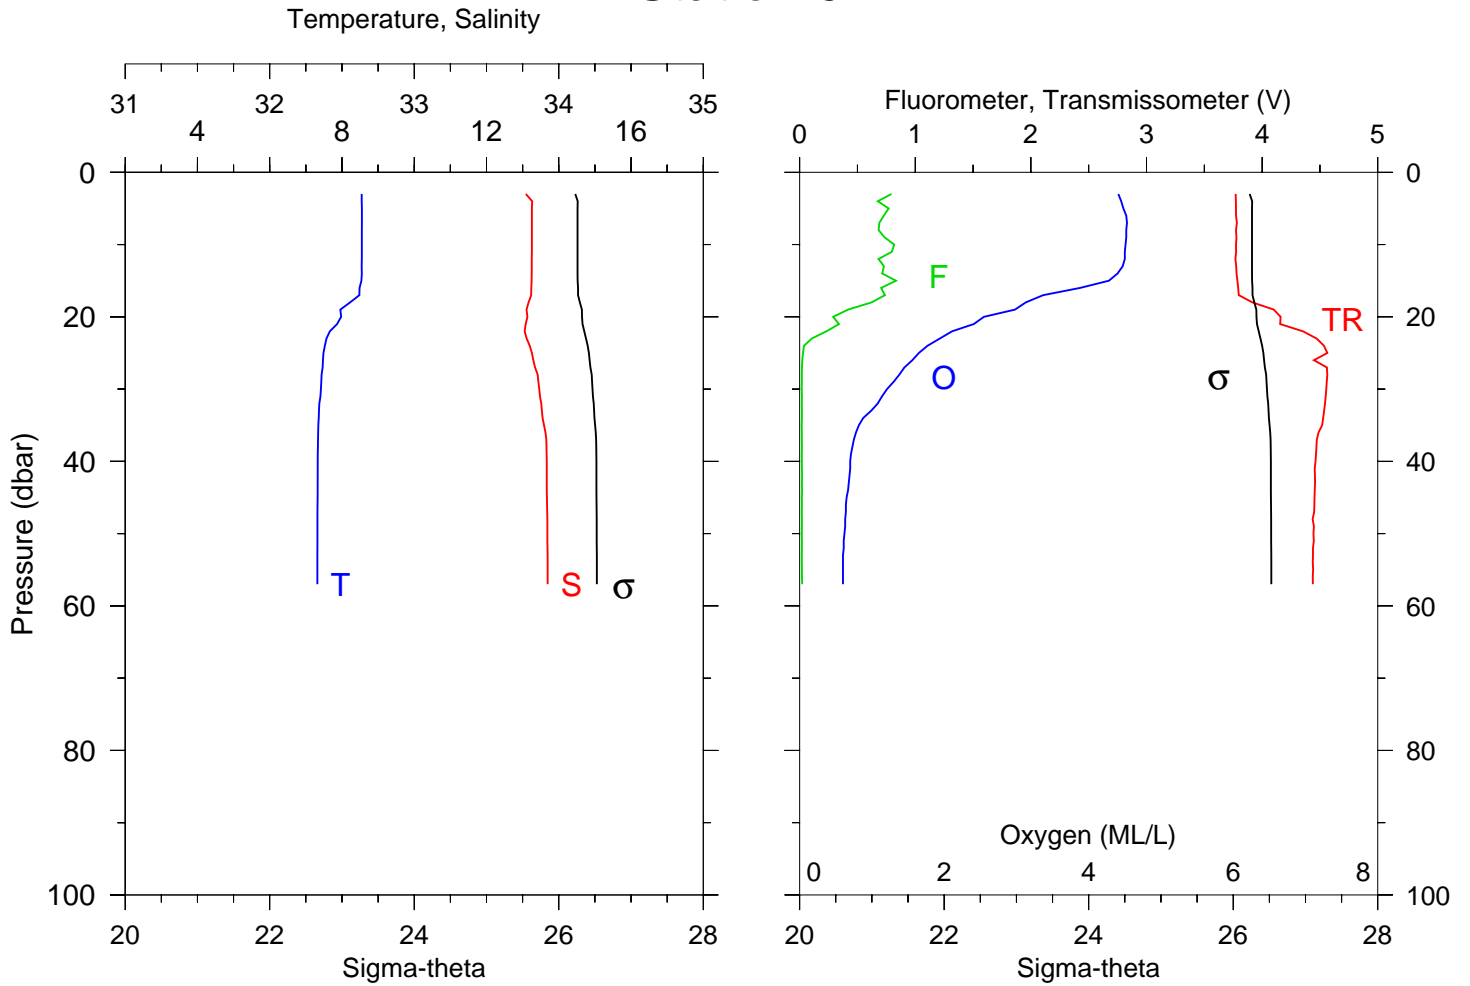 Temperature, Salinity
31 32 33 34 35
4 8 12 16
Fluorometer, Transmissometer (V)
0 1 2 3 4 5
0 0
F
20 TR 20
O σ
Pressure (dbar)
40 40
T S σ
60 60
80 80
Oxygen (ML/L)
0 2 4 6 8
100 100
20 22 24 26 28
Sigma-theta
20 22 24 26 28
Sigma-theta